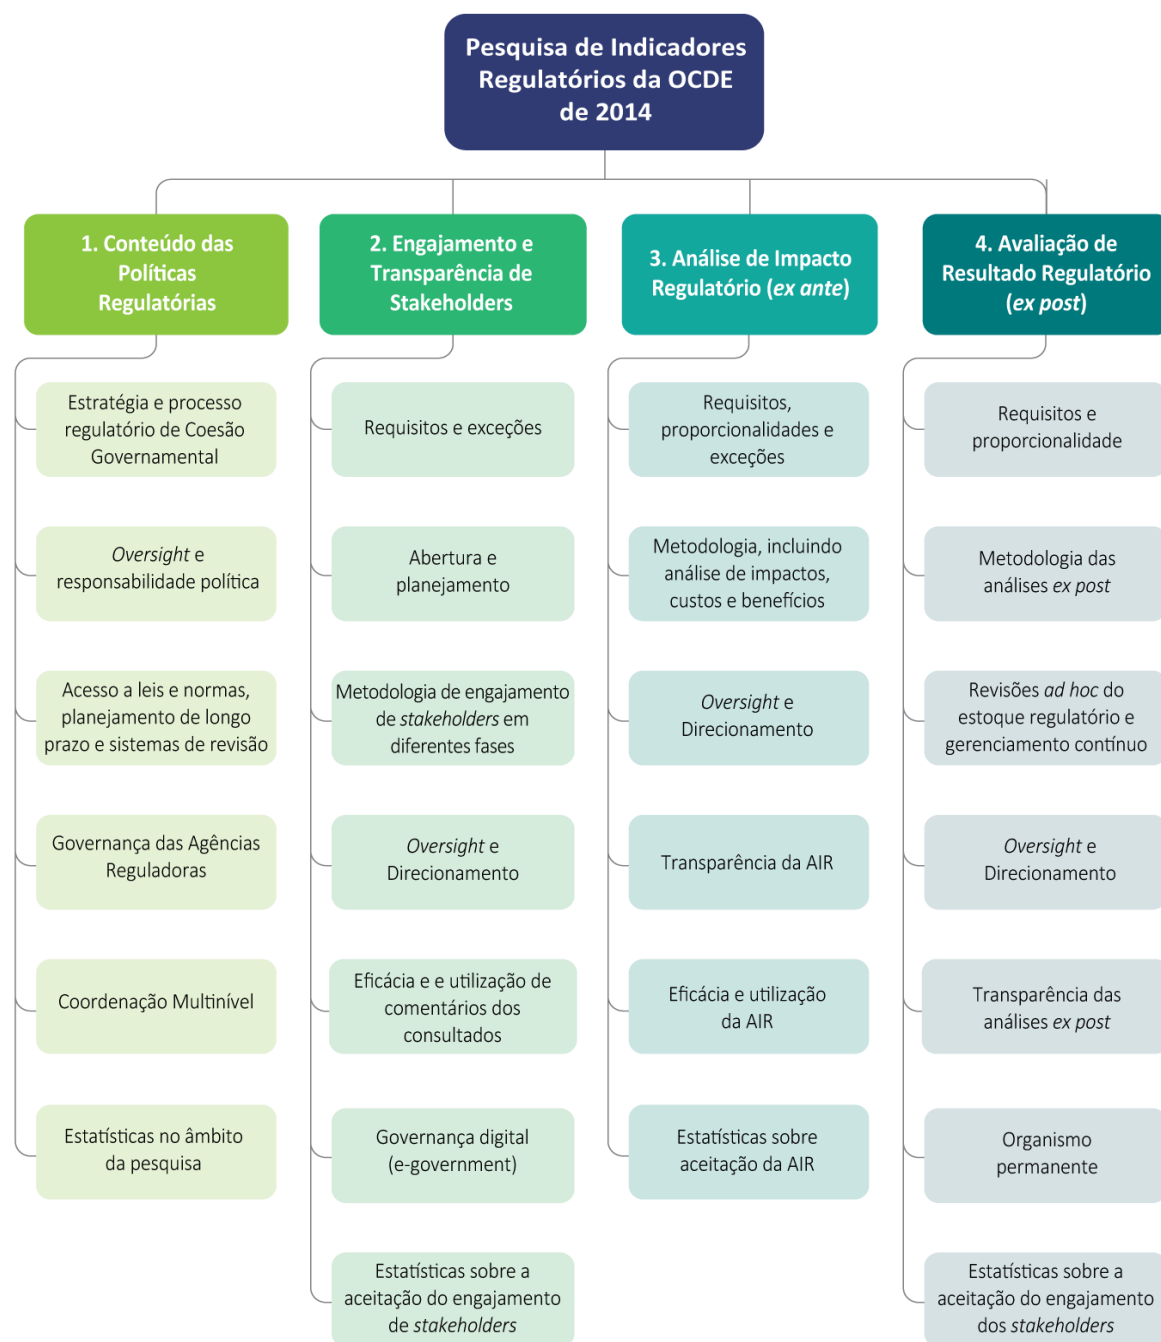 Pesquisa de Indicadores
Regulatórios da OCDE
de 2014
1. Conteúdo das
Políticas
Regulatórias
Estratégia e processo
regulatório de Coesão
Governamental
Oversight e
responsabilidade política
Acesso a leis e normas,
planejamento de longo
prazo e sistemas de revisão
Governança das Agências
Reguladoras
Coordenação Multinível
Estatísticas no âmbito
da pesquisa
2. Engajamento e
Transparência de
Stakeholders
Requisitos e exceções
Abertura e
planejamento
Metodologia de engajamento
de stakeholders em
diferentes fases
Oversight e
Direcionamento
Eficácia e e utilização de
comentários dos
consultados
Governança digital
(e-government)
Estatísticas sobre a
aceitação do engajamento
de stakeholders
3. Análise de Impacto
Regulatório (ex ante)
Requisitos,
proporcionalidades e
exceções
Metodologia, incluindo
análise de impactos,
custos e benefícios
Oversight e
Direcionamento
Transparência da AIR
Eficácia e utilização
da AIR
Estatísticas sobre
aceitação da AIR
4. Avaliação de
Resultado Regulatório
(ex post)
Requisitos e
proporcionalidade
Metodologia das
análises ex post
Revisões ad hoc do
estoque regulatório e
gerenciamento contínuo
Oversight e
Direcionamento
Transparência das
análises ex post
Organismo
permanente
Estatísticas sobre a
aceitação do engajamento
dos stakeholders